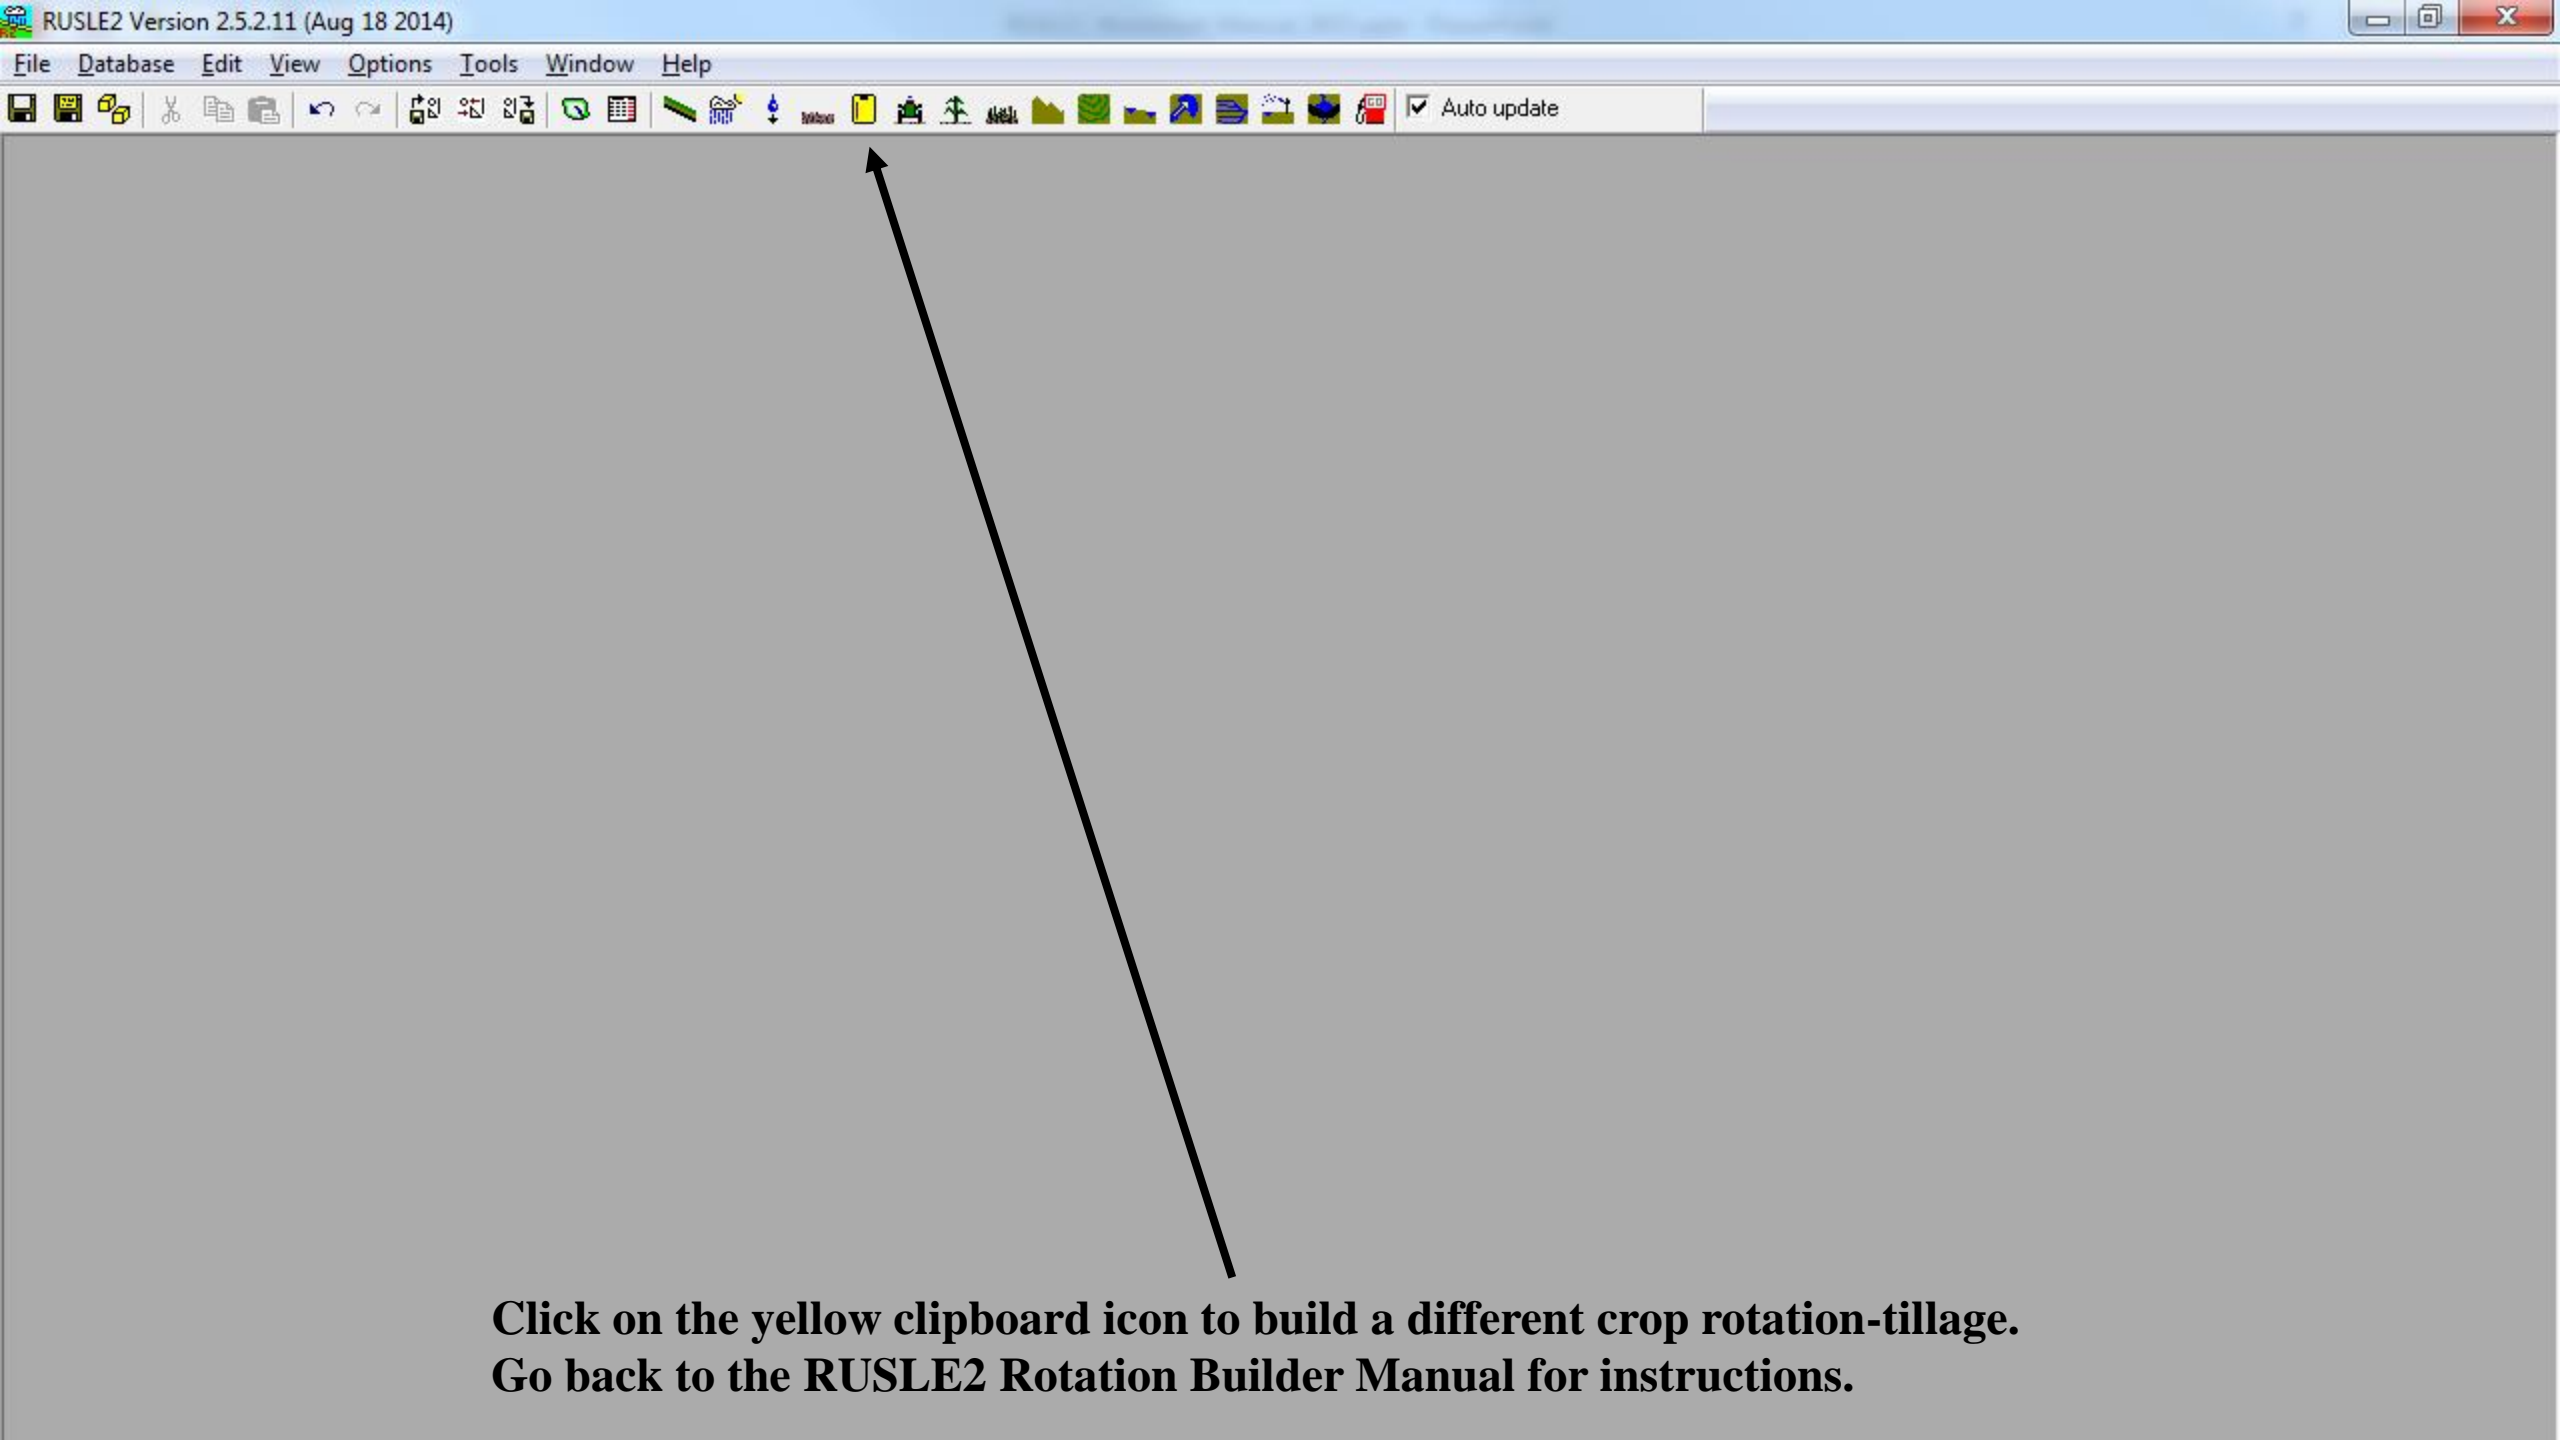 RUSLE2 Version 2.5.2.11 (Aug 18 2014)
File Database Edit View Options Tools Window Help
Auto update
Click on the yellow clipboard icon to build a different crop rotation-tillage.
Go back to the RUSLE2 Rotation Builder Manual for instructions.